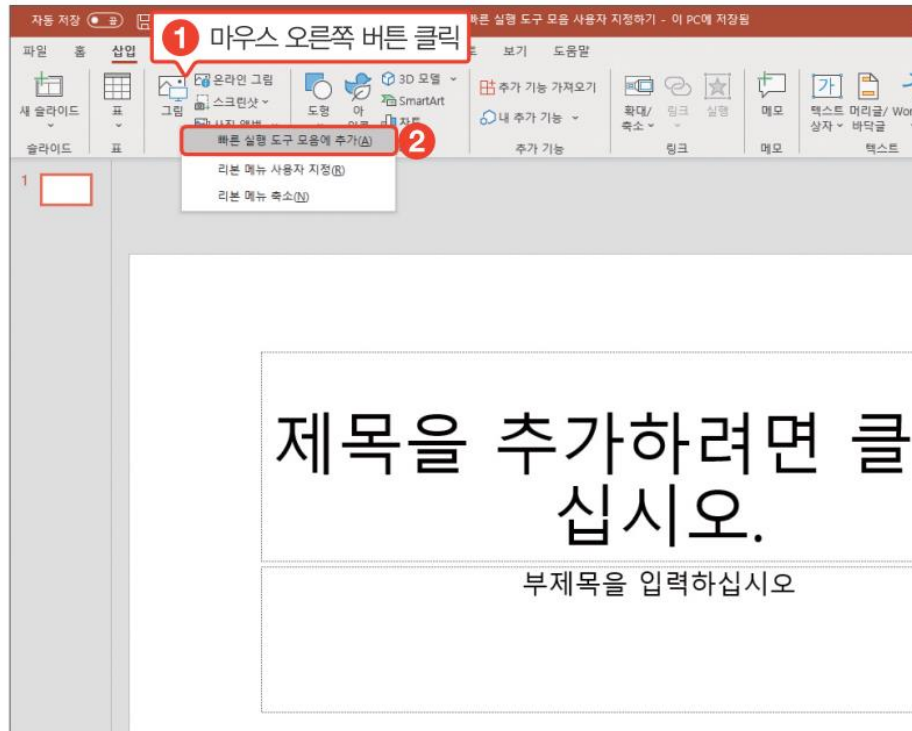 자동 저장
빠른 실행 도구 모음 사용자 지정하기 - 이 PC에 저장됨
1 마우스 오른쪽 버튼 클릭
파일 홈 삽입 보기 도움말
온라인 그림
스크린샷
3D 모델
SmartArt
차트
추가 기능 가져오기
내 추가 기능
새 슬라이드
표
그림
도형
확대/
축소
링크
실행
메모
텍스트
상자
머리글/
바닥글
슬라이드 표 추가 기능 링크 메모 텍스트
빠른 실행 도구 모음에 추가(A) 2
리본 메뉴 사용자 지정(R)
리본 메뉴 축소(N)
1
제목을 추가하려면 클
십시오.
부제목을 입력하십시오